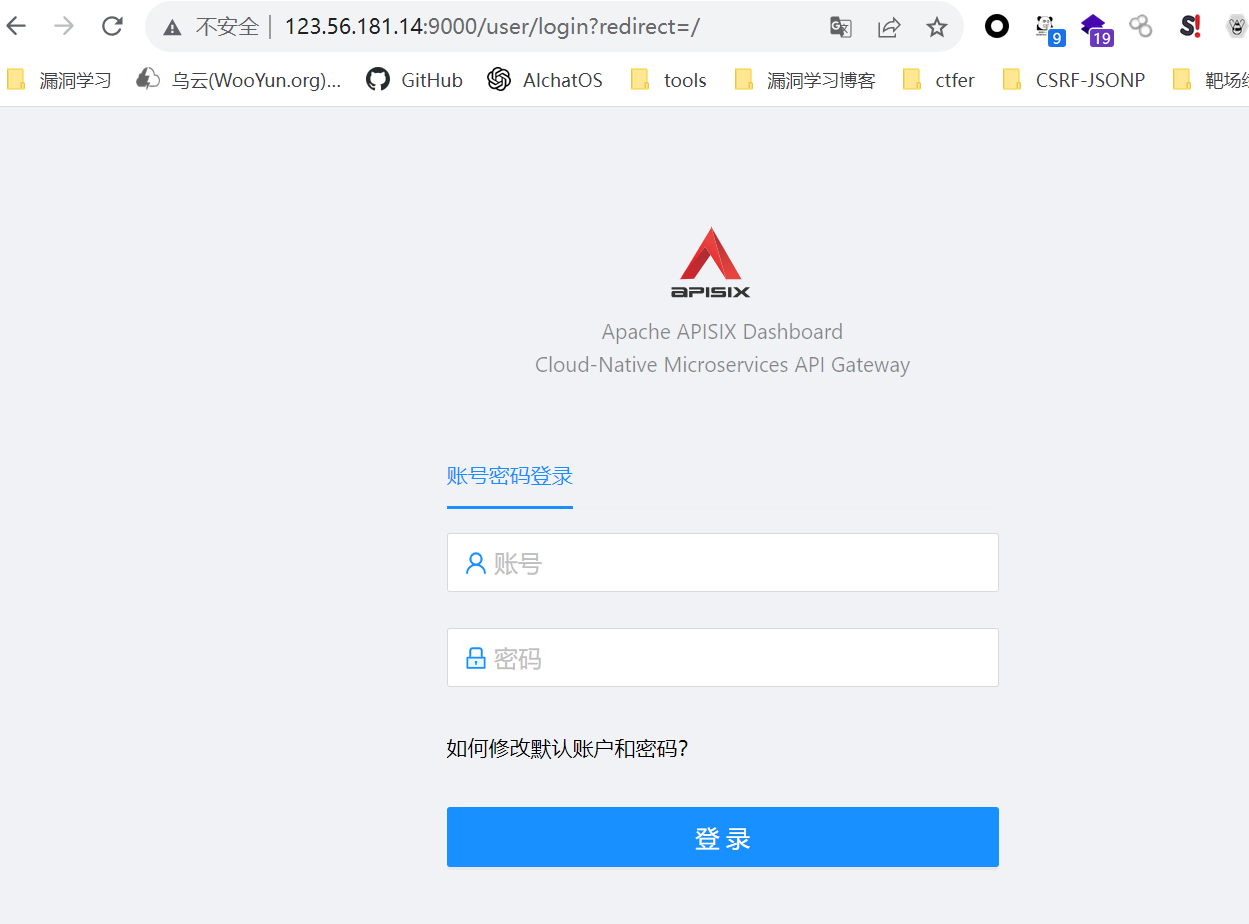 不安全 | 123.56.181.14:9000/user/login?redirect=/
9 19 S!
漏洞学习 乌云(WooYun.org)... GitHub AIchatOS tools 漏洞学习博客 ctfer CSRF-JSONP 靶场
APISIX
Apache APISIX Dashboard
Cloud-Native Microservices API Gateway
账号密码登录
账号
密码
如何修改默认账户和密码?
登 录